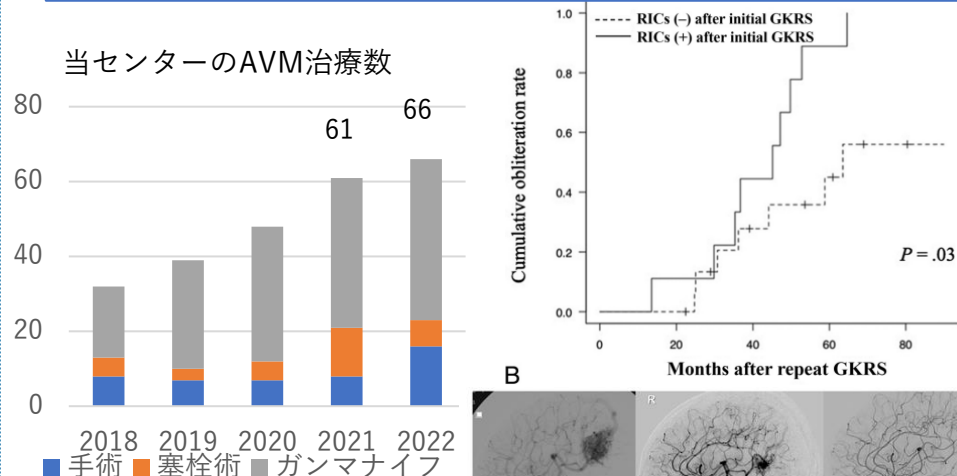 当センターのAVM治療数
80
60
40
20
0
61
66
2018 2019 2020 2021 2022
手術 塞栓術 ガンマナイフ
RICs (–) after initial GKRS
RICs (+) after initial GKRS
Cumulative obliteration rate
1.0
0.8
0.6
0.4
0.2
0.0
P = .03
0 20 40 60 80
Months after repeat GKRS
B
R